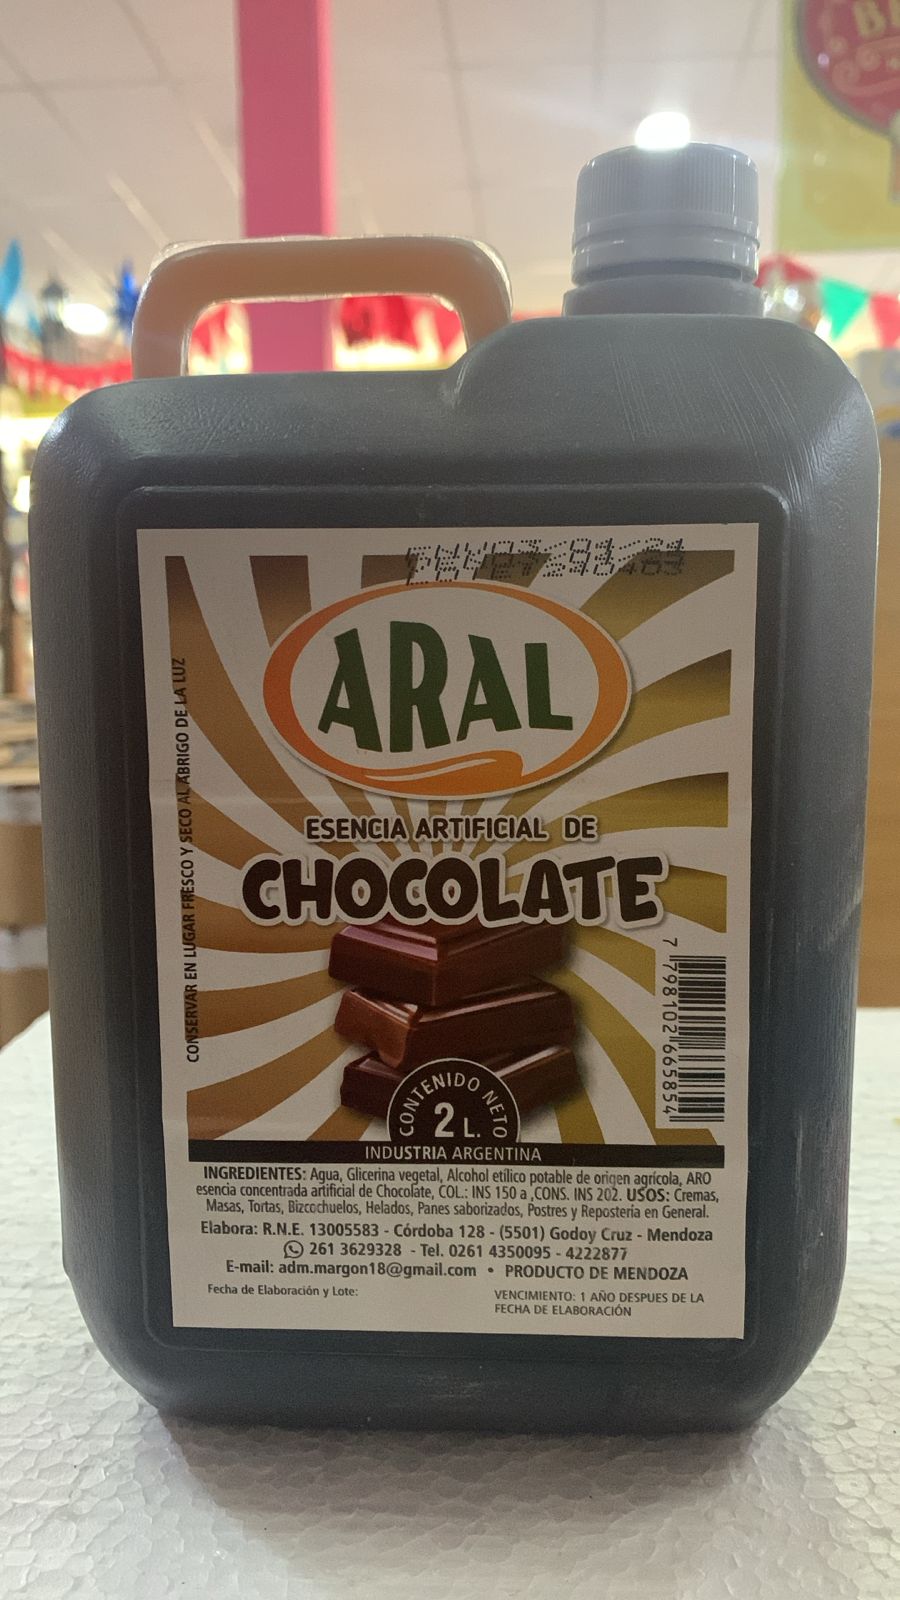 ARAL
ESENCIA ARTIFICIAL DE
CHOCOLATE
CONSERVAR EN LUGAR FRESCO Y SECO AL ABRIGO DE LA LUZ
7 798102 665854
CONTENIDO NETO
2 L.
INDUSTRIA ARGENTINA
INGREDIENTES: Agua, Glicerina vegetal, Alcohol etílico potable de origen agrícola, ARO
esencia concentrada artificial de Chocolate, COL.: INS 150 a ,CONS. INS 202. USOS: Cremas,
Masas, Tortas, Bizcochuelos, Helados, Panes saborizados, Postres y Repostería en General.
Elabora: R.N.E. 13005583 - Córdoba 128 - (5501) Godoy Cruz - Mendoza
261 3629328 - Tel. 0261 4350095 - 4222877
E-mail: adm.margon18@gmail.com • PRODUCTO DE MENDOZA
Fecha de Elaboración y Lote:
VENCIMIENTO: 1 AÑO DESPUES DE LA
FECHA DE ELABORACIÓN